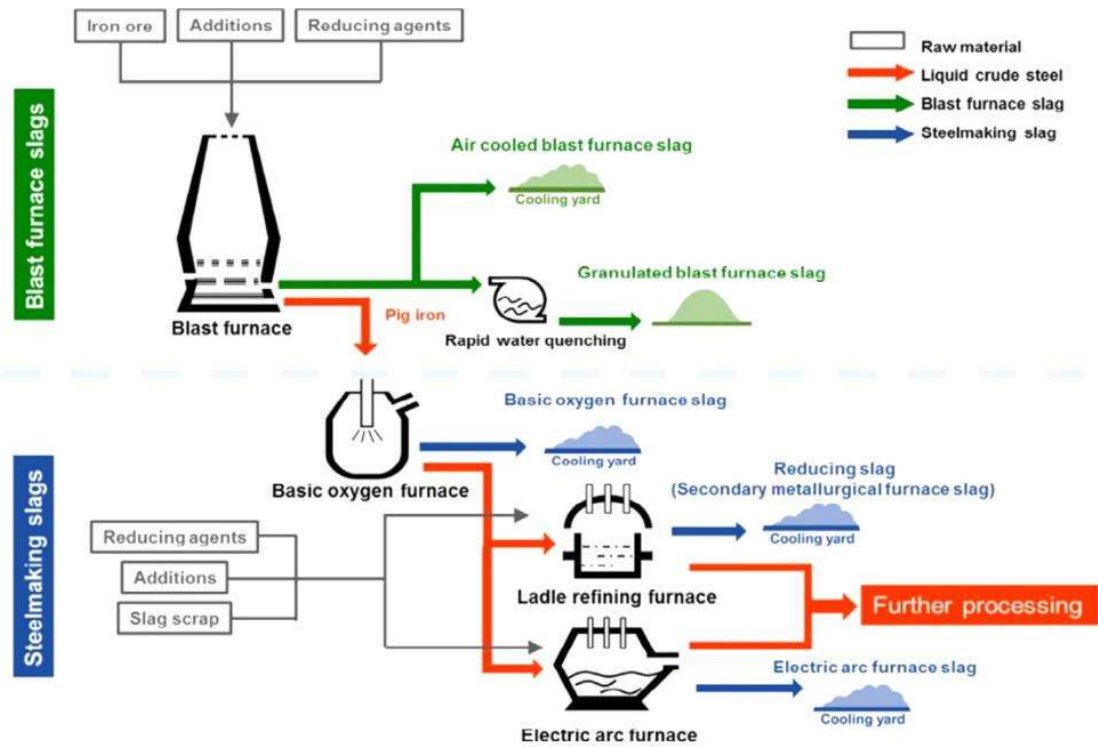 Iron ore
Additions
Reducing agents
Raw material
Liquid crude steel
Blast furnace slag
Steelmaking slag
Blast furnace slags
Air cooled blast furnace slag
Cooling yard
Granulated blast furnace slag
Blast furnace
Pig iron
Rapid water quenching
Steelmaking slags
Basic oxygen furnace slag
Cooling yard
Basic oxygen furnace
Reducing slag
(Secondary metallurgical furnace slag)
Cooling yard
Reducing agents
Additions
Slag scrap
Ladle refining furnace
Further processing
Electric arc furnace slag
Cooling yard
Electric arc furnace